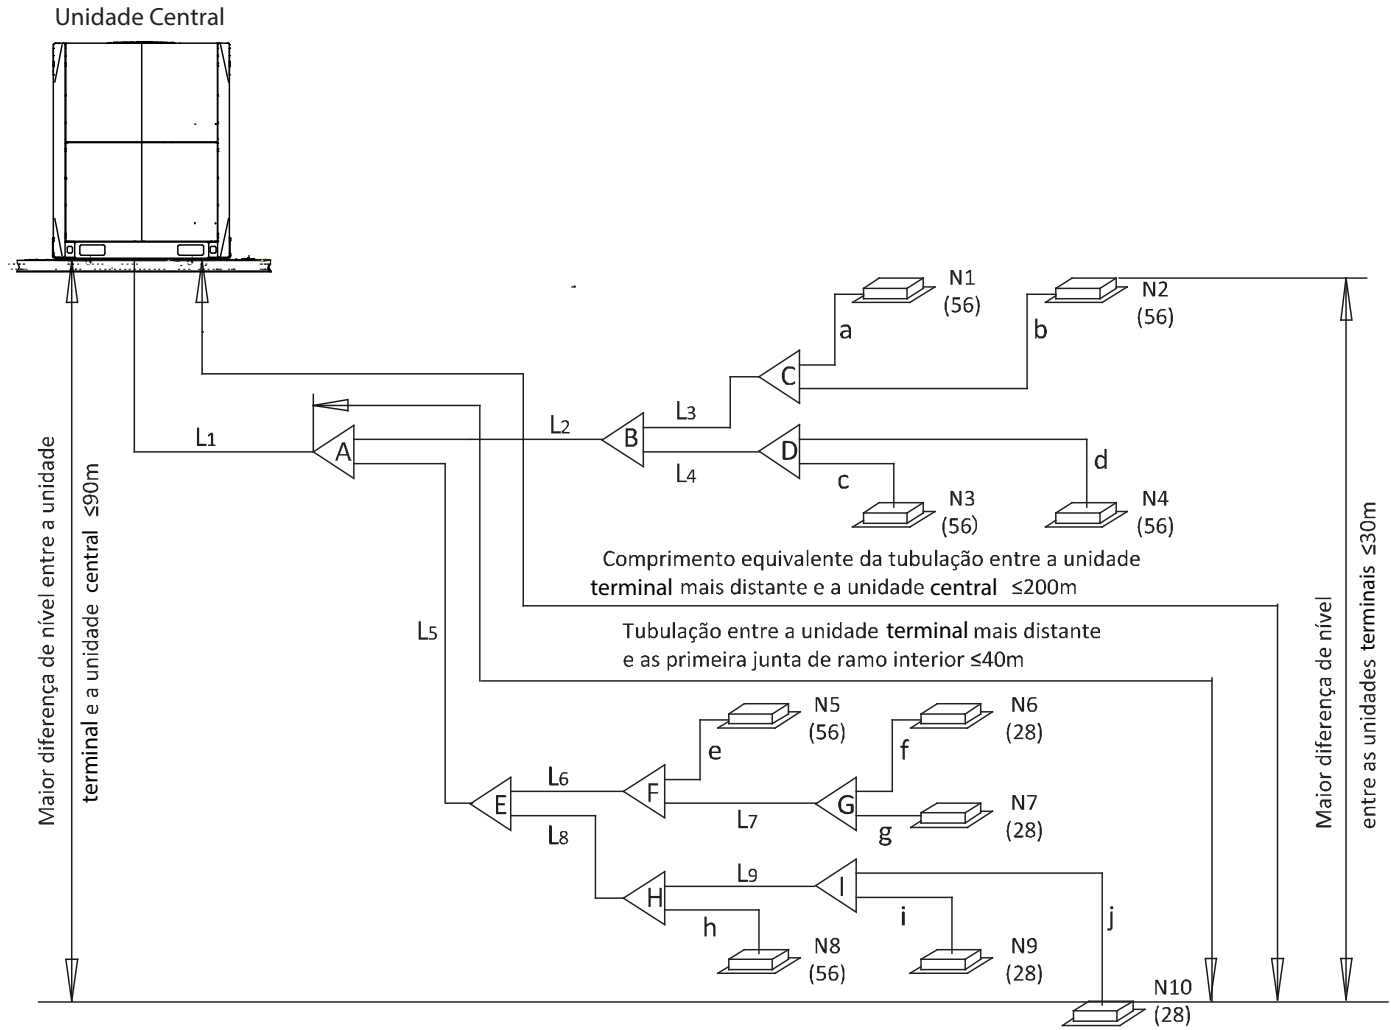 Unidade Central
N1
(56)
N2
(56)
a
b
C
L3
L2
B
L1
A
D
L4
c
d
N3
(56)
N4
(56)
Comprimento equivalente da tubulação entre a unidade
terminal mais distante e a unidade central ≤200m
Tubulação entre a unidade terminal mais distante
e as primeira junta de ramo interior ≤40m
L5
Maior diferença de nível entre a unidade
terminal e a unidade central ≤90m
Maior diferença de nível
entre as unidades terminais ≤30m
N5
(56)
N6
(28)
e
f
L6
F
E
G
N7
(28)
L7
g
L8
L9
I
H
h
i
j
N8
(56)
N9
(28)
N10
(28)